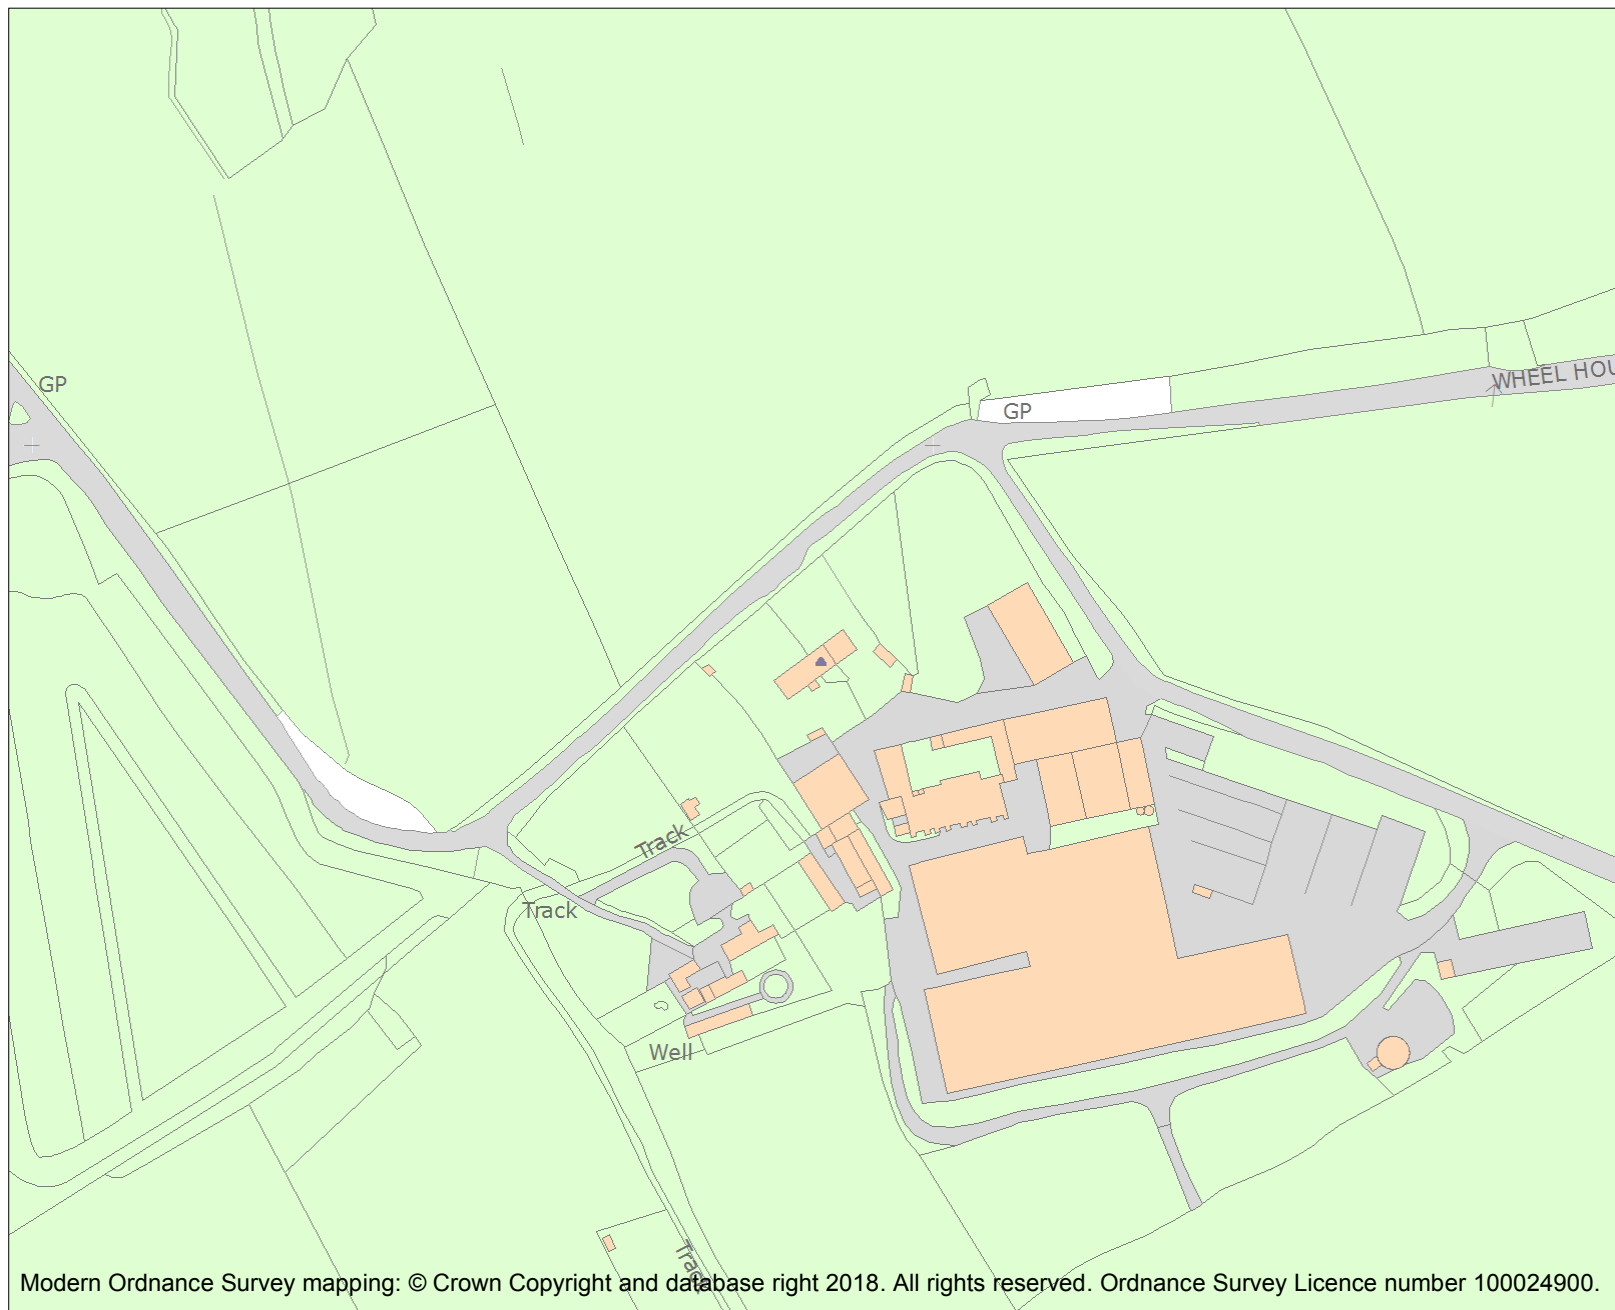 GP
WHEEL HOU
GP
Track
Track
Well
Track
Modern Ordnance Survey mapping: © Crown Copyright and database right 2018. All rights reserved. Ordnance Survey Licence number 100024900.